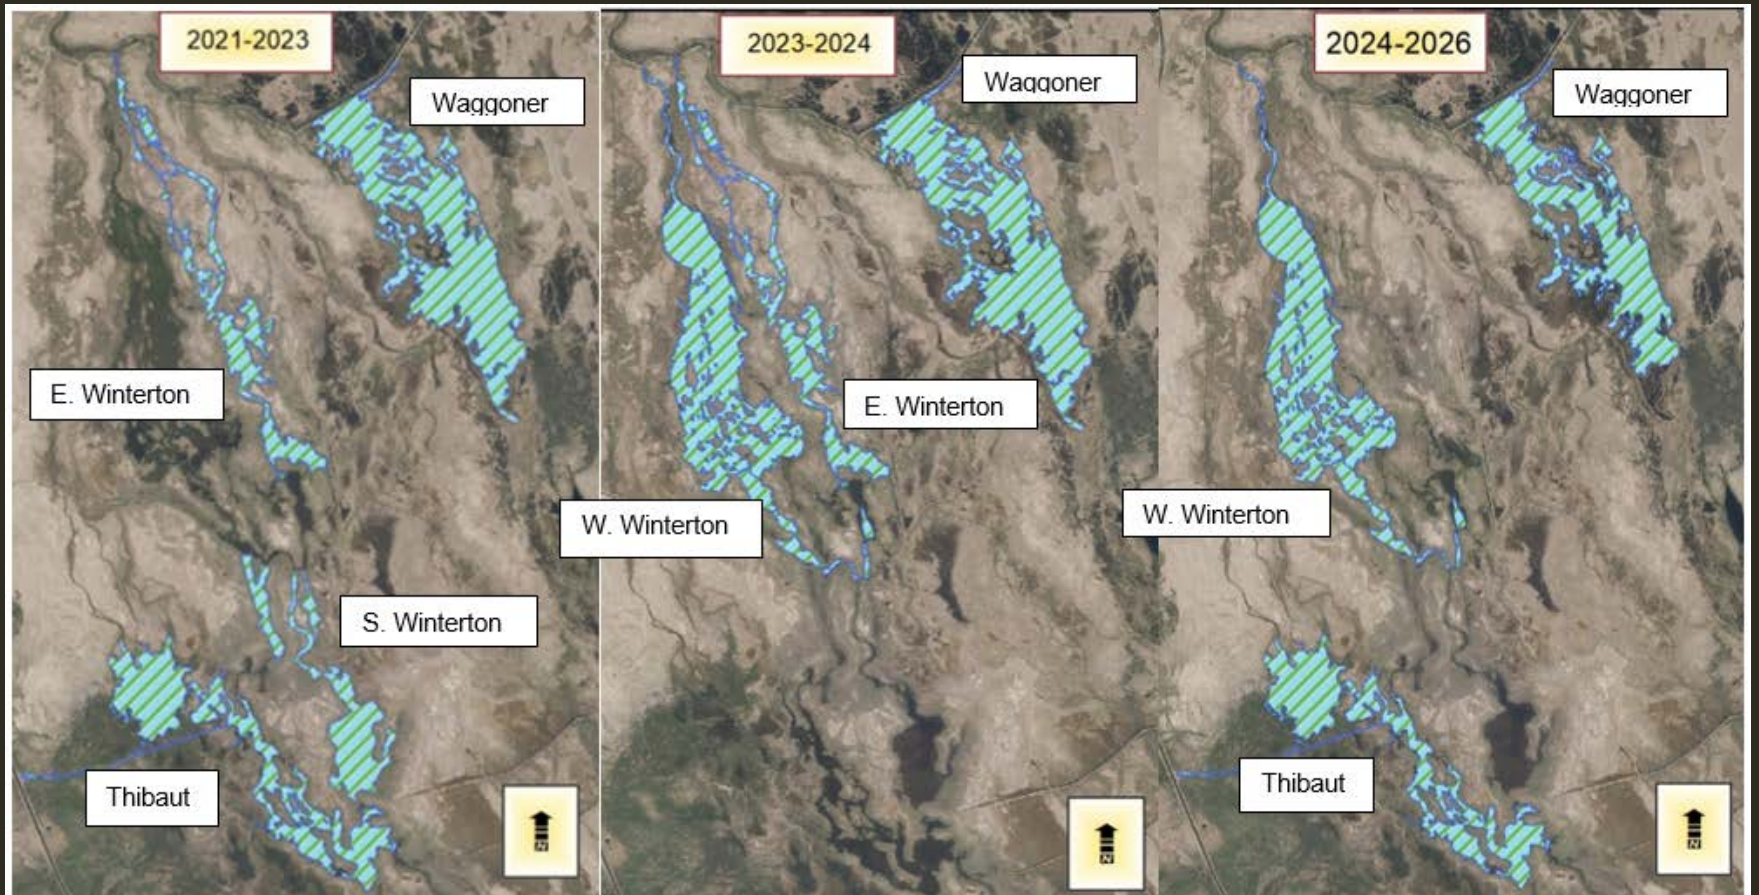 2021-2023
Waggoner
E. Winterton
S. Winterton
Thibaut
N
2023-2024
Waggoner
E. Winterton
W. Winterton
N
2024-2026
Waggoner
W. Winterton
Thibaut
N